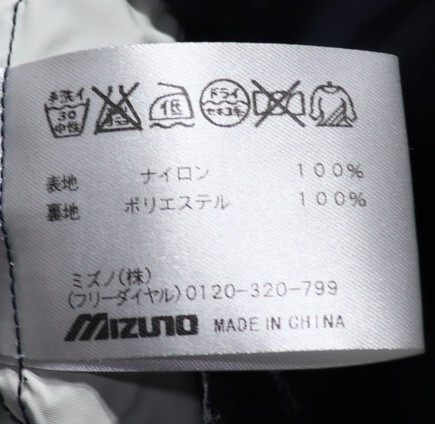 手洗イ
30
中性
低
ドライ
セキユ系
表地 ナイロン 100%
裏地 ポリエステル 100%
ミズノ(株)
(フリーダイヤル)0120-320-799
MIZUNO MADE IN CHINA